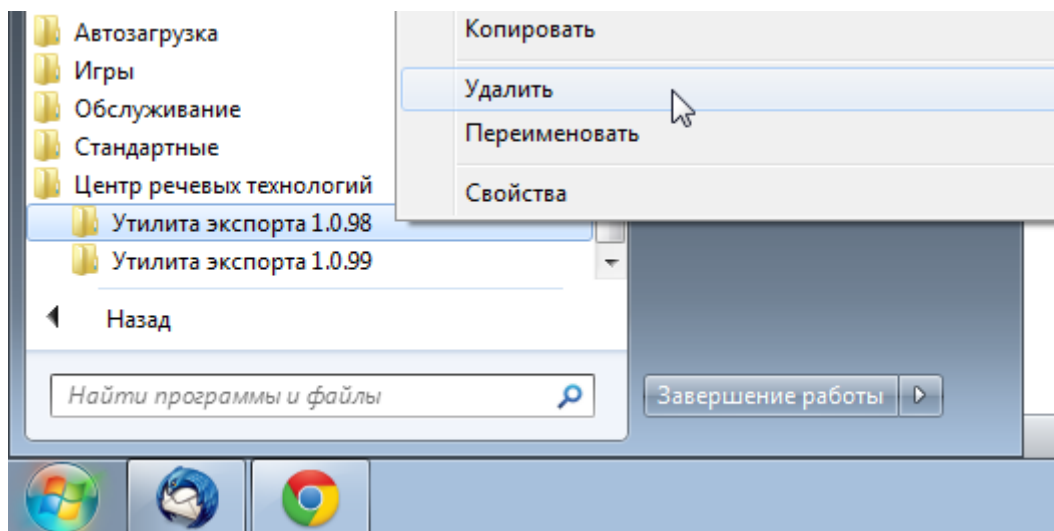 Автозагрузка
Игры
Обслуживание
Стандартные
Центр речевых технологий
Утилита экспорта 1.0.98
Утилита экспорта 1.0.99
Назад
Найти программы и файлы
Копировать
Удалить
Переименовать
Свойства
Завершение работы